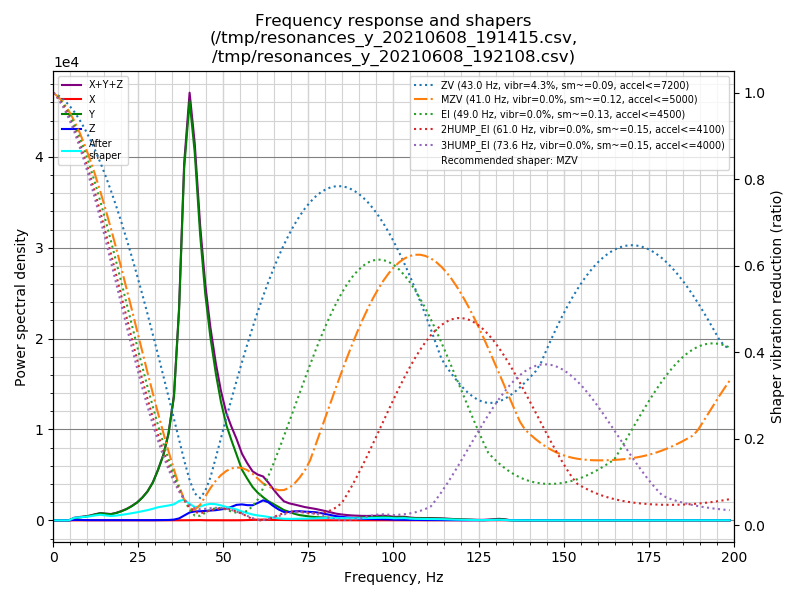 Frequency response and shapers
(/tmp/resonances_y_20210608_191415.csv,
/tmp/resonances_y_20210608_192108.csv)
1e4
X+Y+Z
X
Y
Z
After
shaper
ZV (43.0 Hz, vibr=4.3%, sm~=0.09, accel<=7200)
MZV (41.0 Hz, vibr=0.0%, sm~=0.12, accel<=5000)
EI (49.0 Hz, vibr=0.0%, sm~=0.13, accel<=4500)
2HUMP_EI (61.0 Hz, vibr=0.0%, sm~=0.15, accel<=4100)
3HUMP_EI (73.6 Hz, vibr=0.0%, sm~=0.15, accel<=4000)
Recommended shaper: MZV
Power spectral density
4
3
2
1
0
1.0
0.8
0.6
0.4
0.2
0.0
Shaper vibration reduction (ratio)
0 25 50 75 100 125 150 175 200
Frequency, Hz